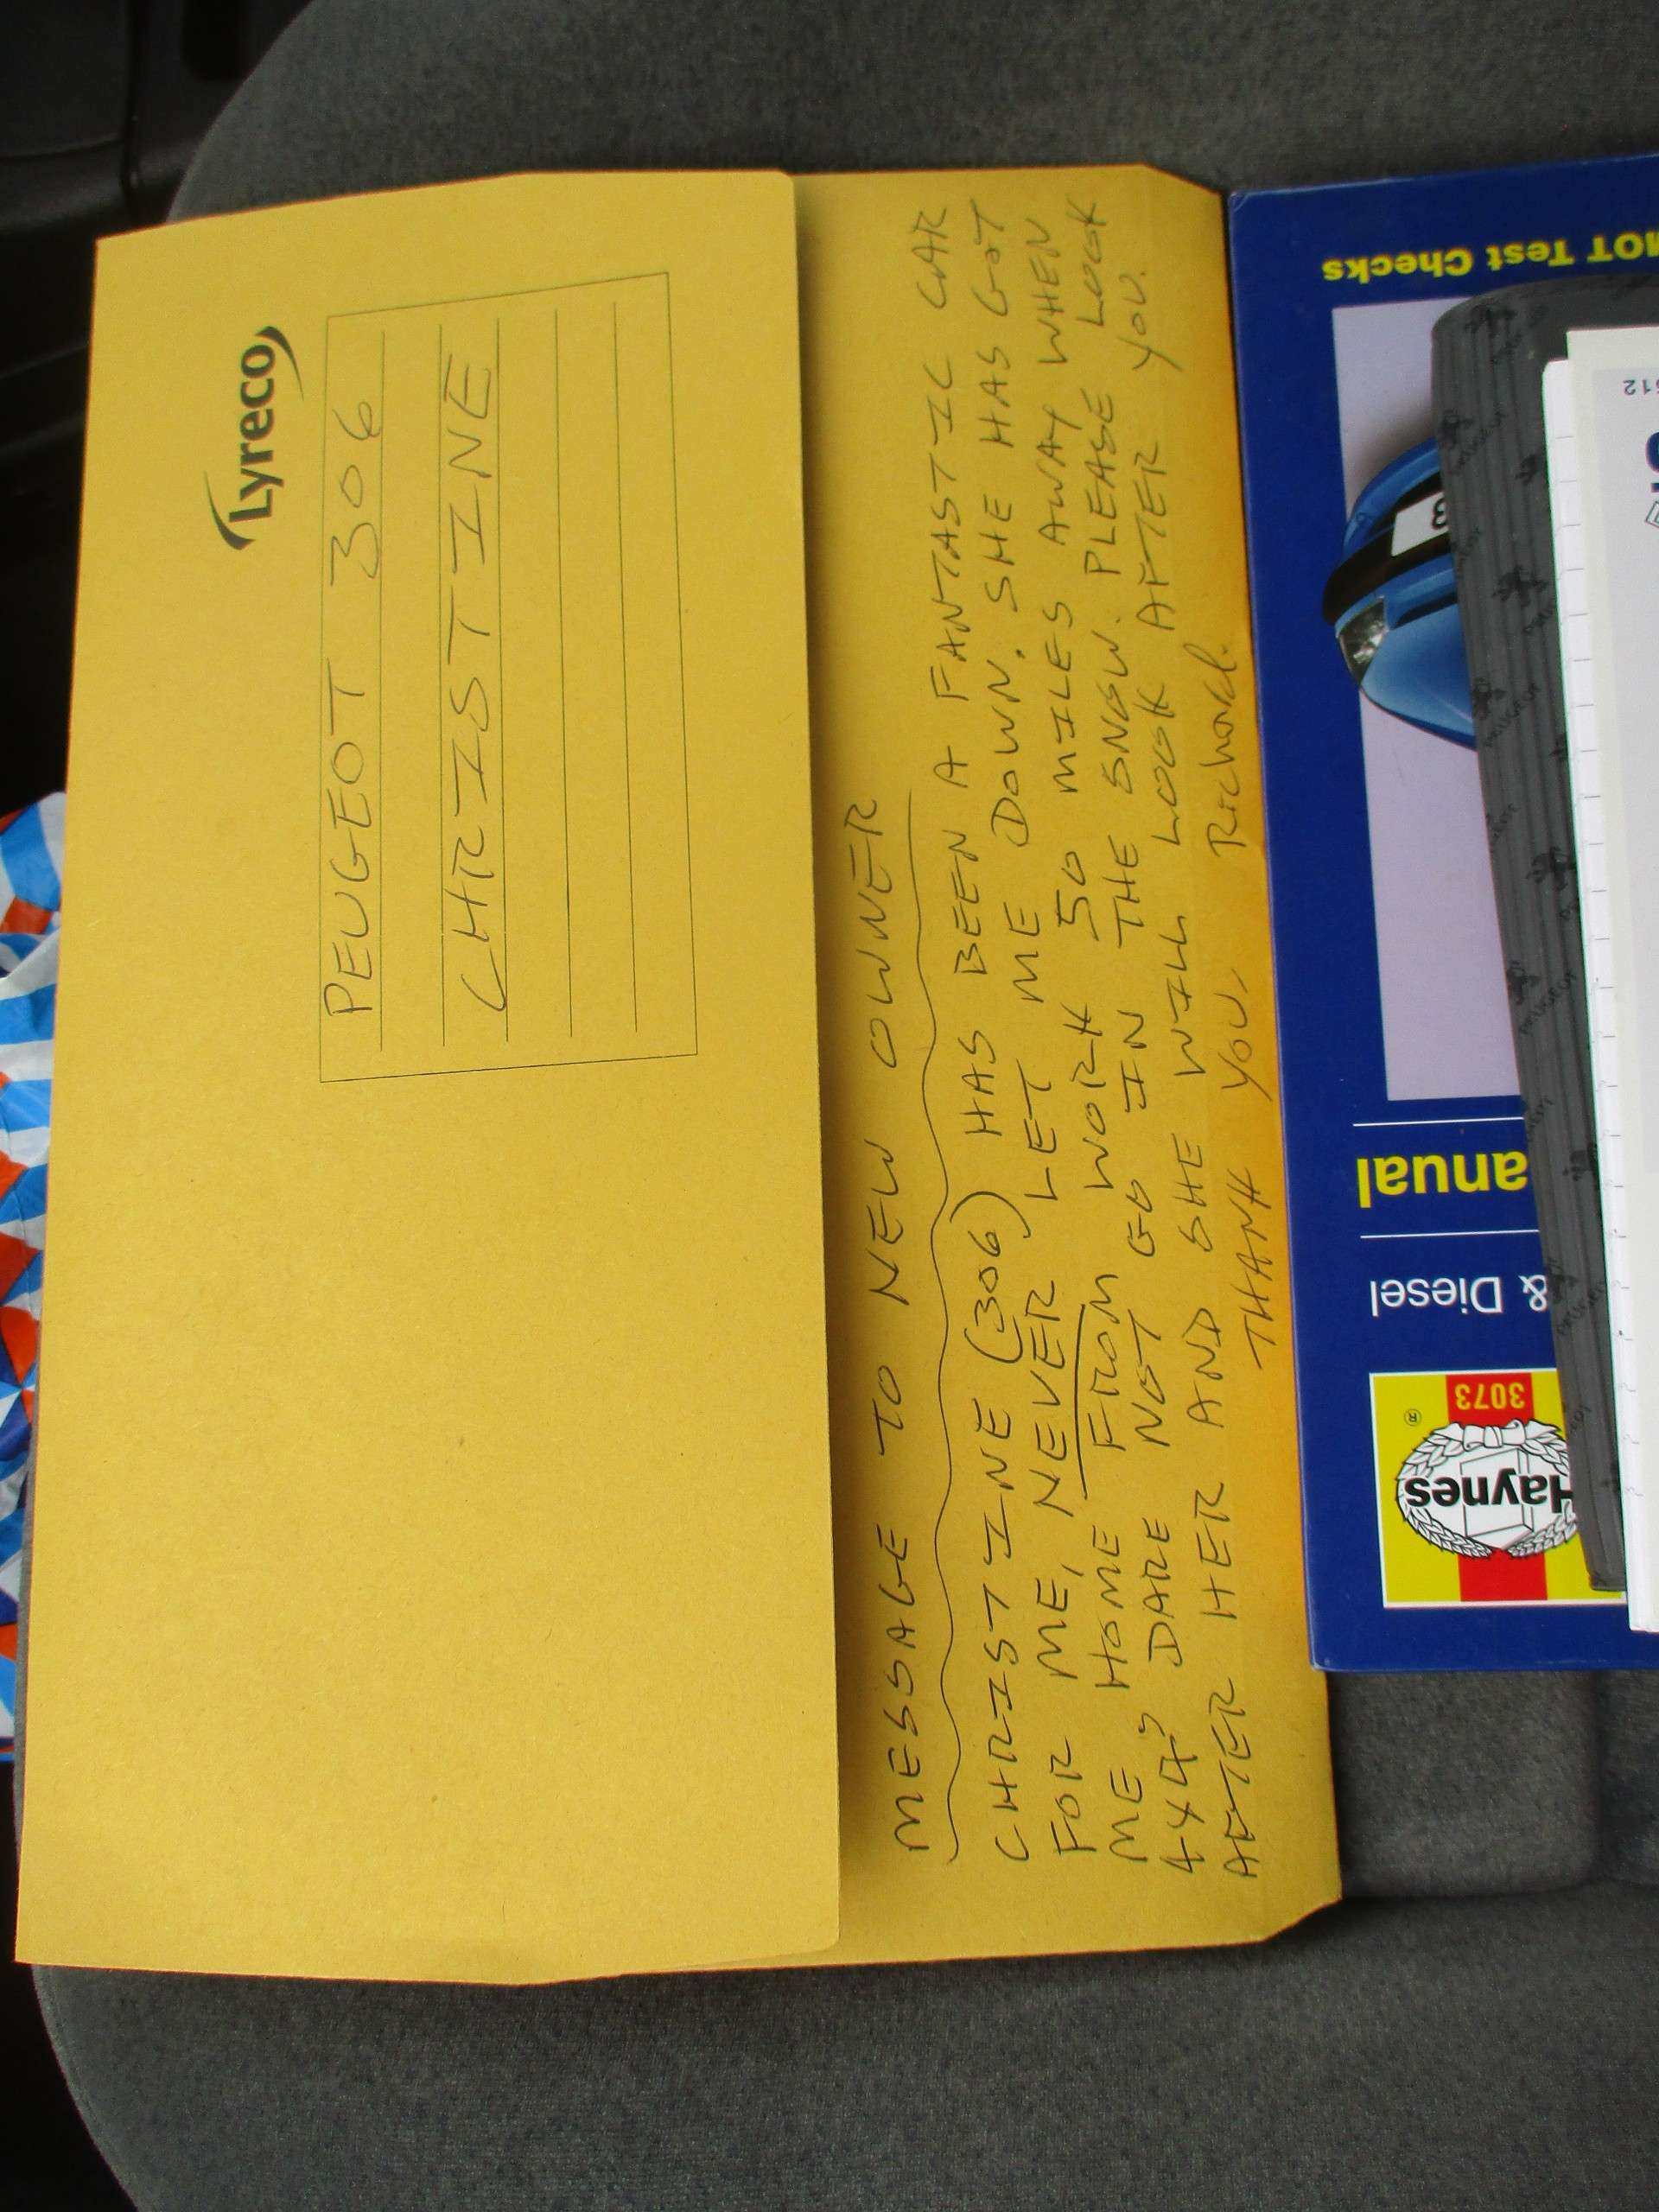 Lyreco
PEUGEOT 306
CHRISTINE
MESSAGE TO NEW OWNER
CHRISTINE (306) HAS BEEN A FANTASTIC CAR
FOR ME, NEVER LET ME DOWN. SHE HAS GOT
ME HOME FROM WORK 50 MILES AWAY WHEN
4x4s DARE NOT GO IN THE SNOW. PLEASE LOOK
AFTER HER AND SHE WILL LOOK AFTER YOU.
THANK YOU, Richard.
MOT Test Checks
anual
& Diesel
Haynes
®
3073
612
PEUGEOT